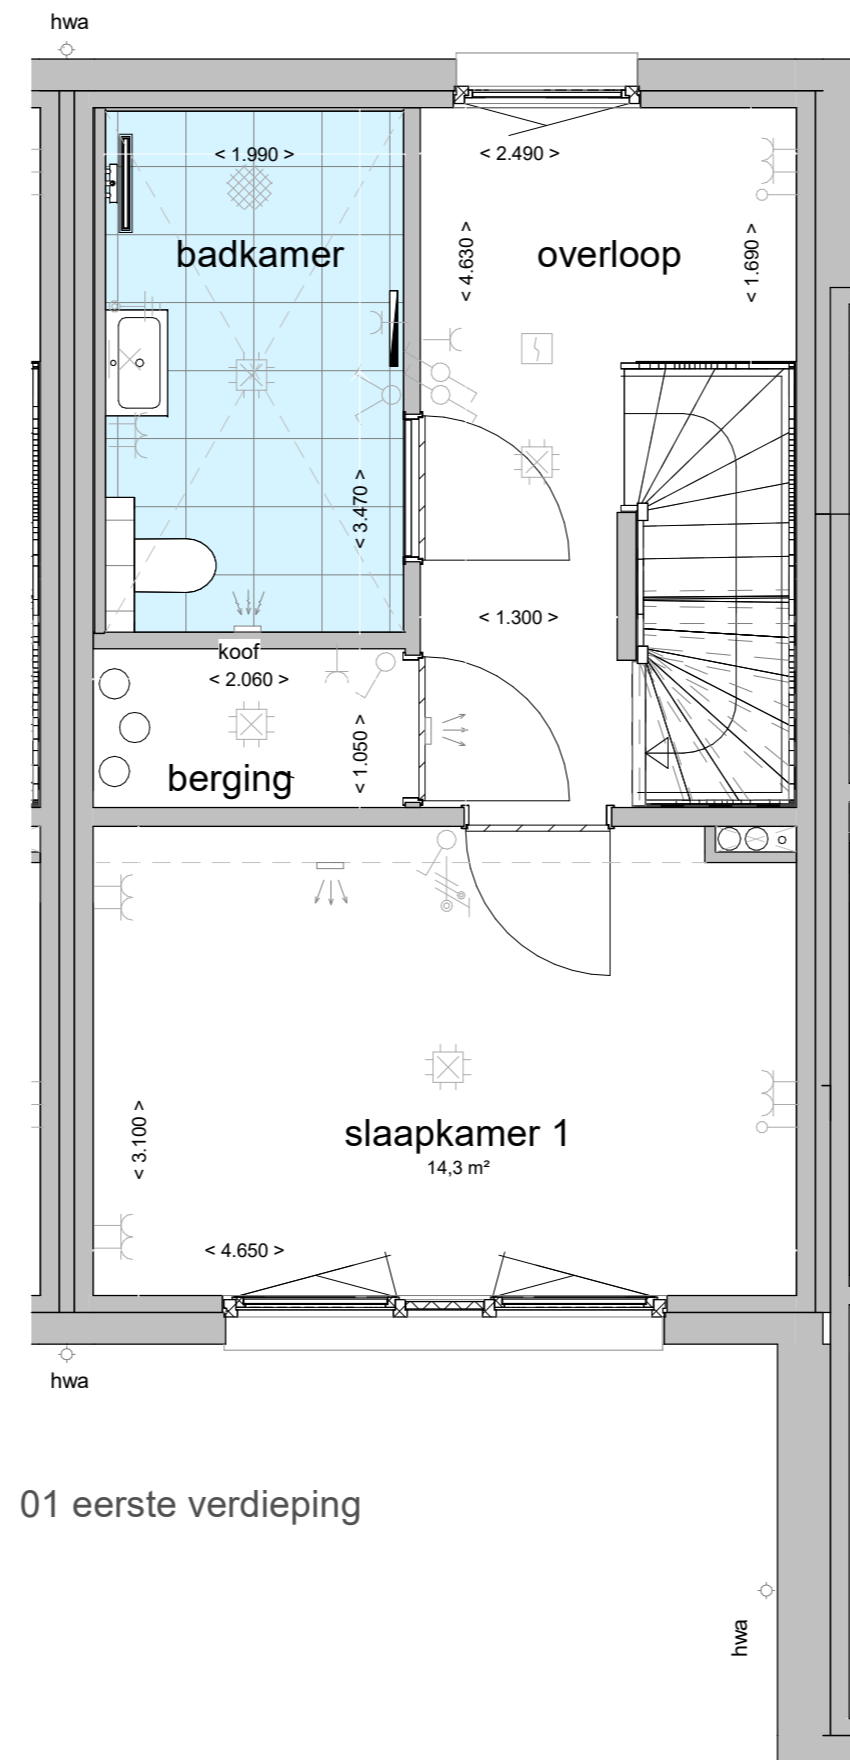 hwa
< 1.990 >
< 2.490 >
badkamer
< 4.630 >
overloop
< 1.690 >
< 3.470 >
< 1.300 >
koof
< 2.060 >
< 1.050 >
berging
slaapkamer 1
14,3 m²
< 3.100 >
< 4.650 >
hwa
01 eerste verdieping
hwa